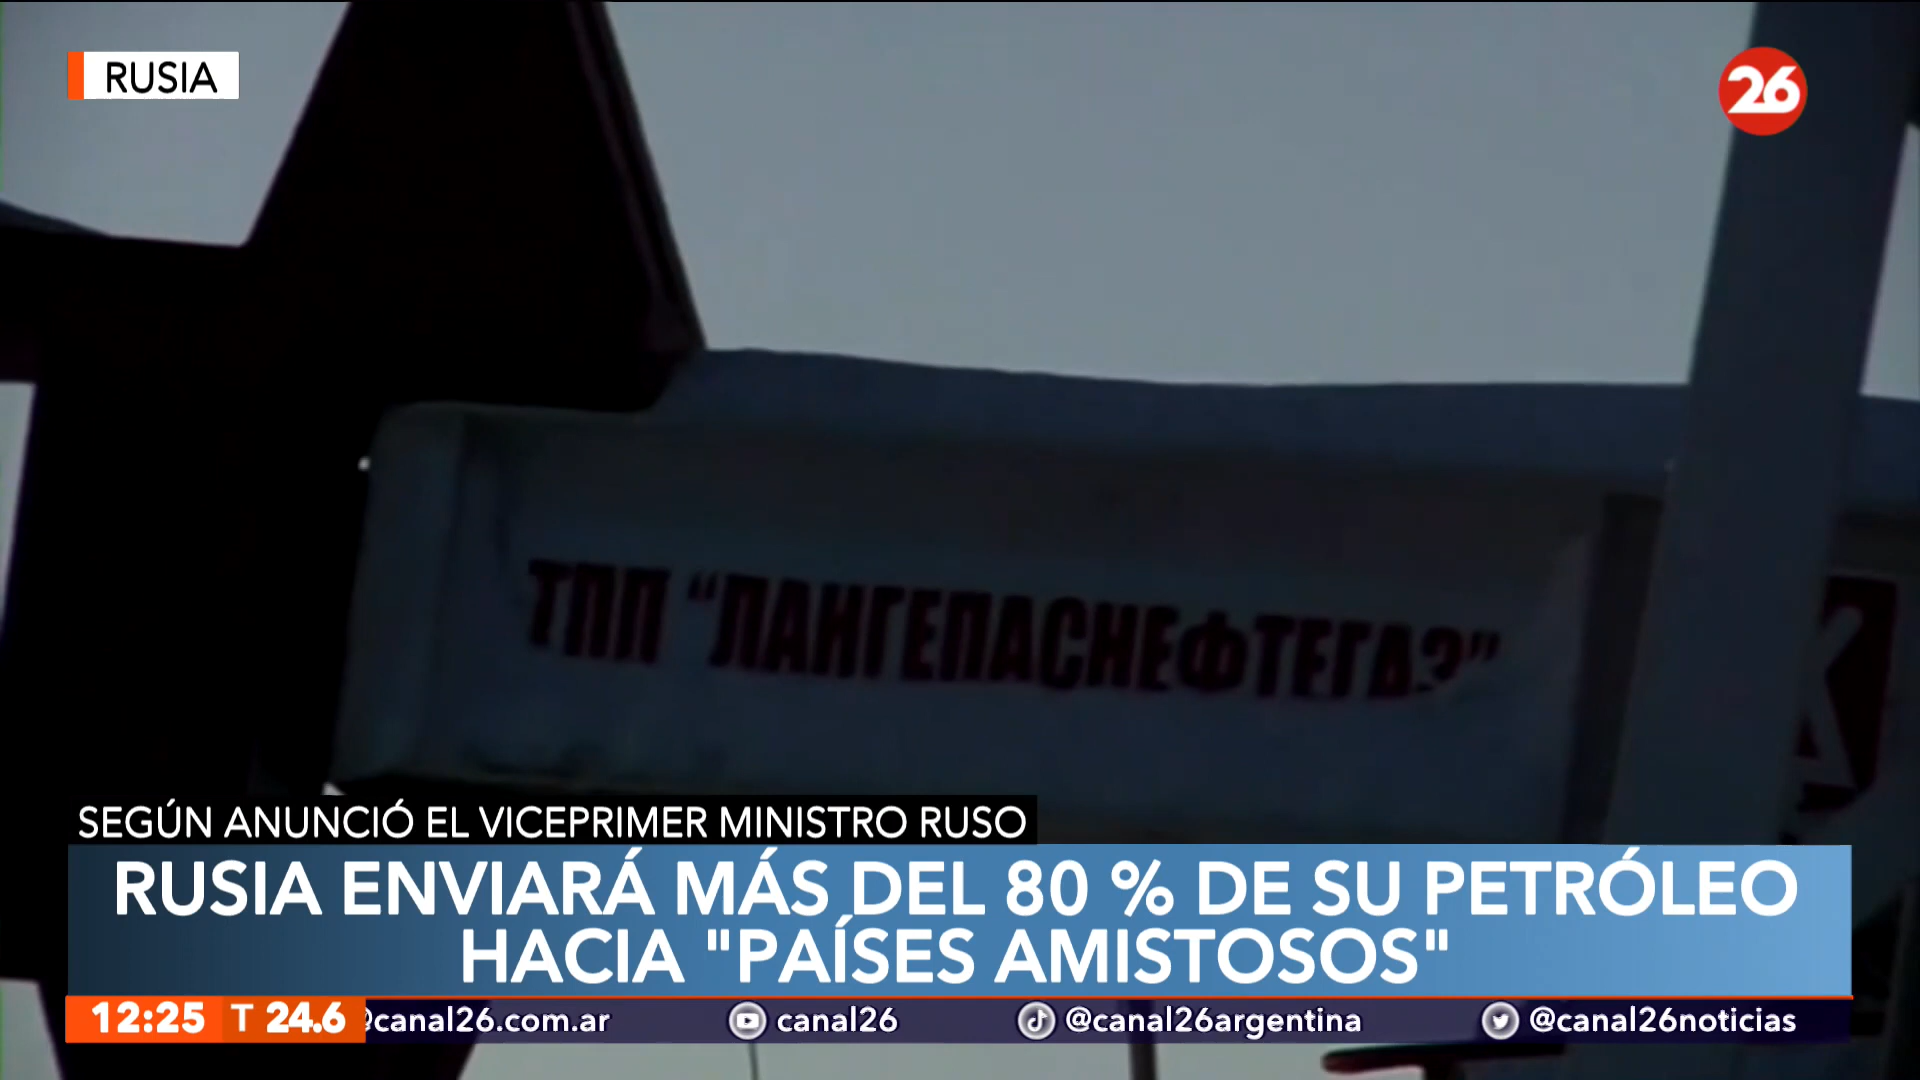 RUSIA
26
ТПП “ЛАНГЕПАСНЕФТЕГАЗ”
SEGÚN ANUNCIÓ EL VICEPRIMER MINISTRO RUSO
RUSIA ENVIARÁ MÁS DEL 80 % DE SU PETRÓLEO
HACIA "PAÍSES AMISTOSOS"
12:25 T 24.6 @canal26.com.ar canal26 @canal26argentina @canal26noticias